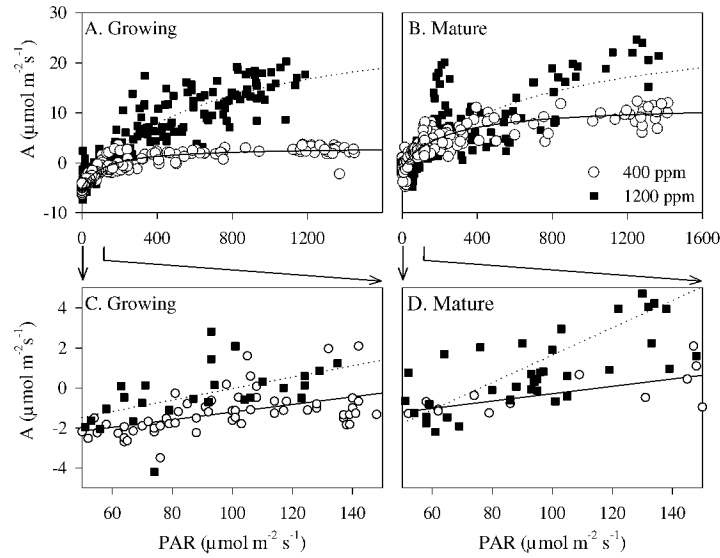 A. Growing
B. Mature
30
20
10
0
-10
A (µmol m-2 s-1)
400 ppm
1200 ppm
0 400 800 1200
0 400 800 1200 1600
C. Growing
D. Mature
4
2
0
-2
-4
A (µmol m-2 s-1)
60 80 100 120 140
60 80 100 120 140
PAR (µmol m-2 s-1)
PAR (µmol m-2 s-1)